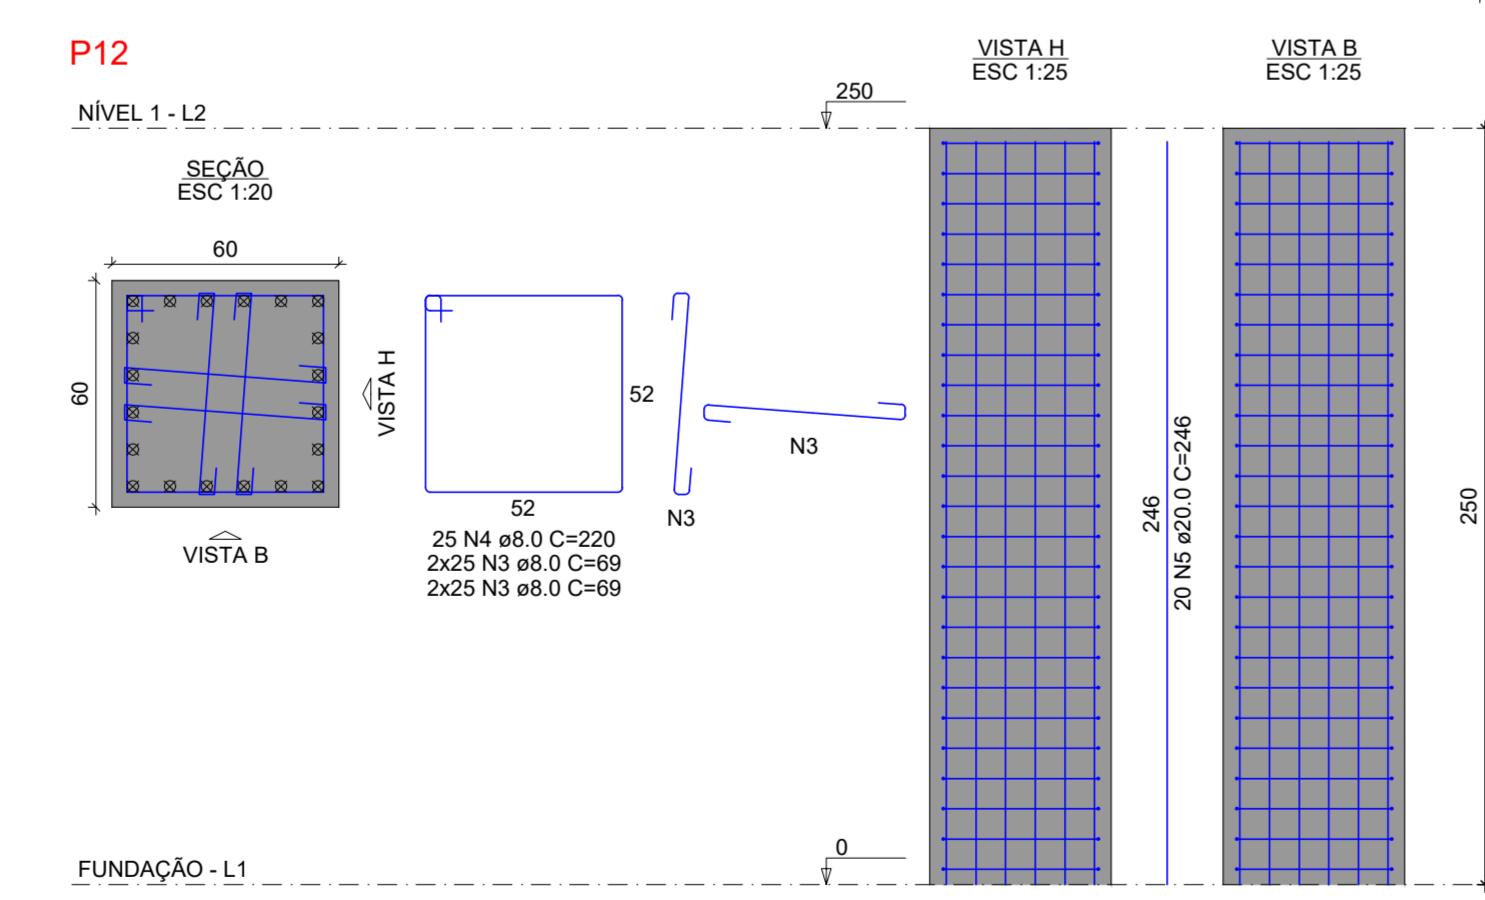 P12
NÍVEL 1 - L2
250
VISTA H
ESC 1:25
VISTA B
ESC 1:25
SEÇÃO
ESC 1:20
60
60
VISTA H
VISTA B
52
52
N3
N3
25 N4 ø8.0 C=220
2x25 N3 ø8.0 C=69
2x25 N3 ø8.0 C=69
246
20 N5 ø20.0 C=246
250
FUNDAÇÃO - L1
0